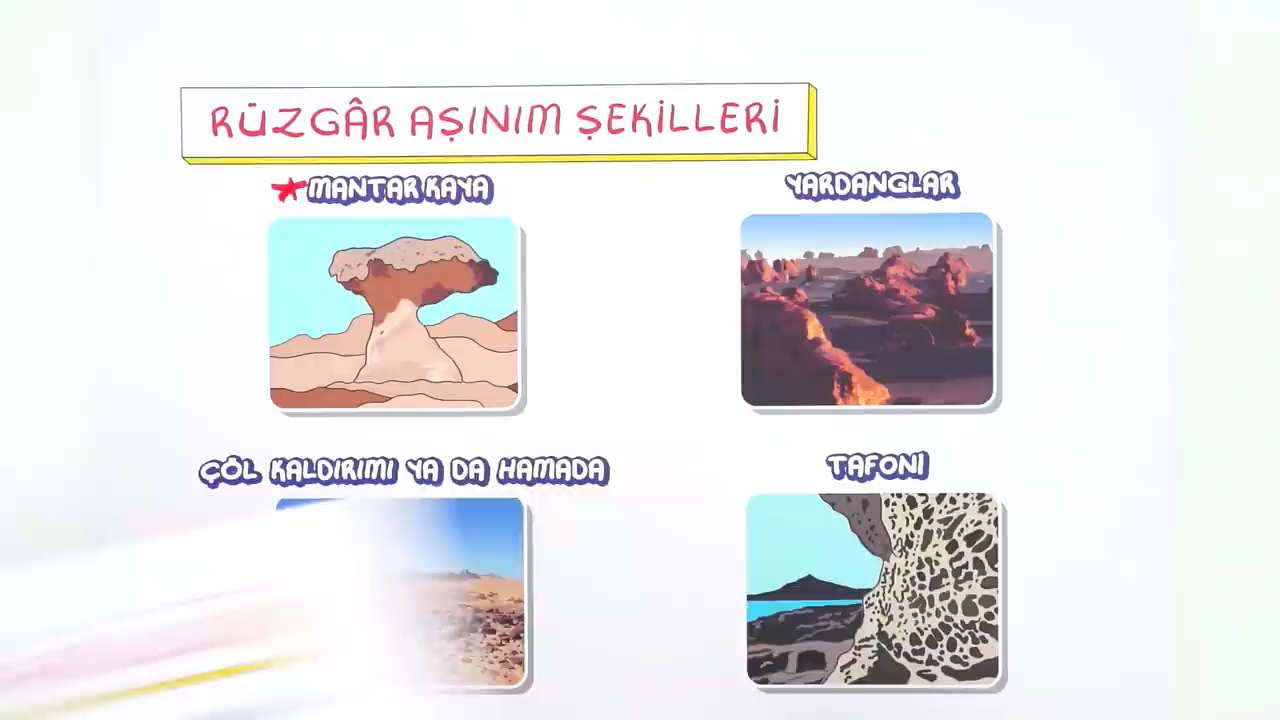 RÜZGÂR AŞINIM ŞEKİLLERİ
MANTAR KAYA
YARDANGLAR
ÇÖL KALDIRIMI YA DA HAMADA
TAFONI